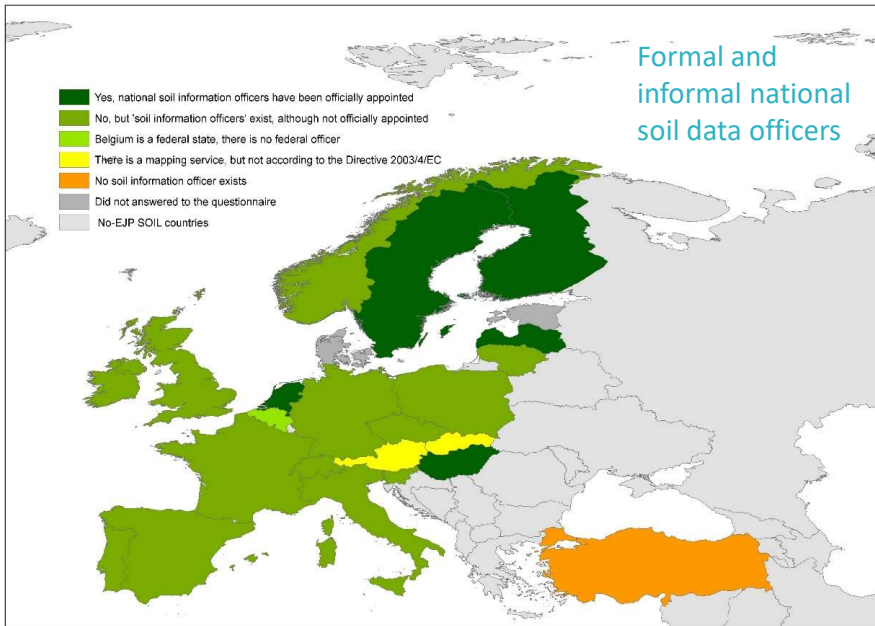 Formal and
informal national
soil data officers
Yes, national soil information officers have been officially appointed
No, but 'soil information officers' exist, although not officially appointed
Belgium is a federal state, there is no federal officer
There is a mapping service, but not according to the Directive 2003/4/EC
No soil information officer exists
Did not answered to the questionnaire
No-EJP SOIL countries